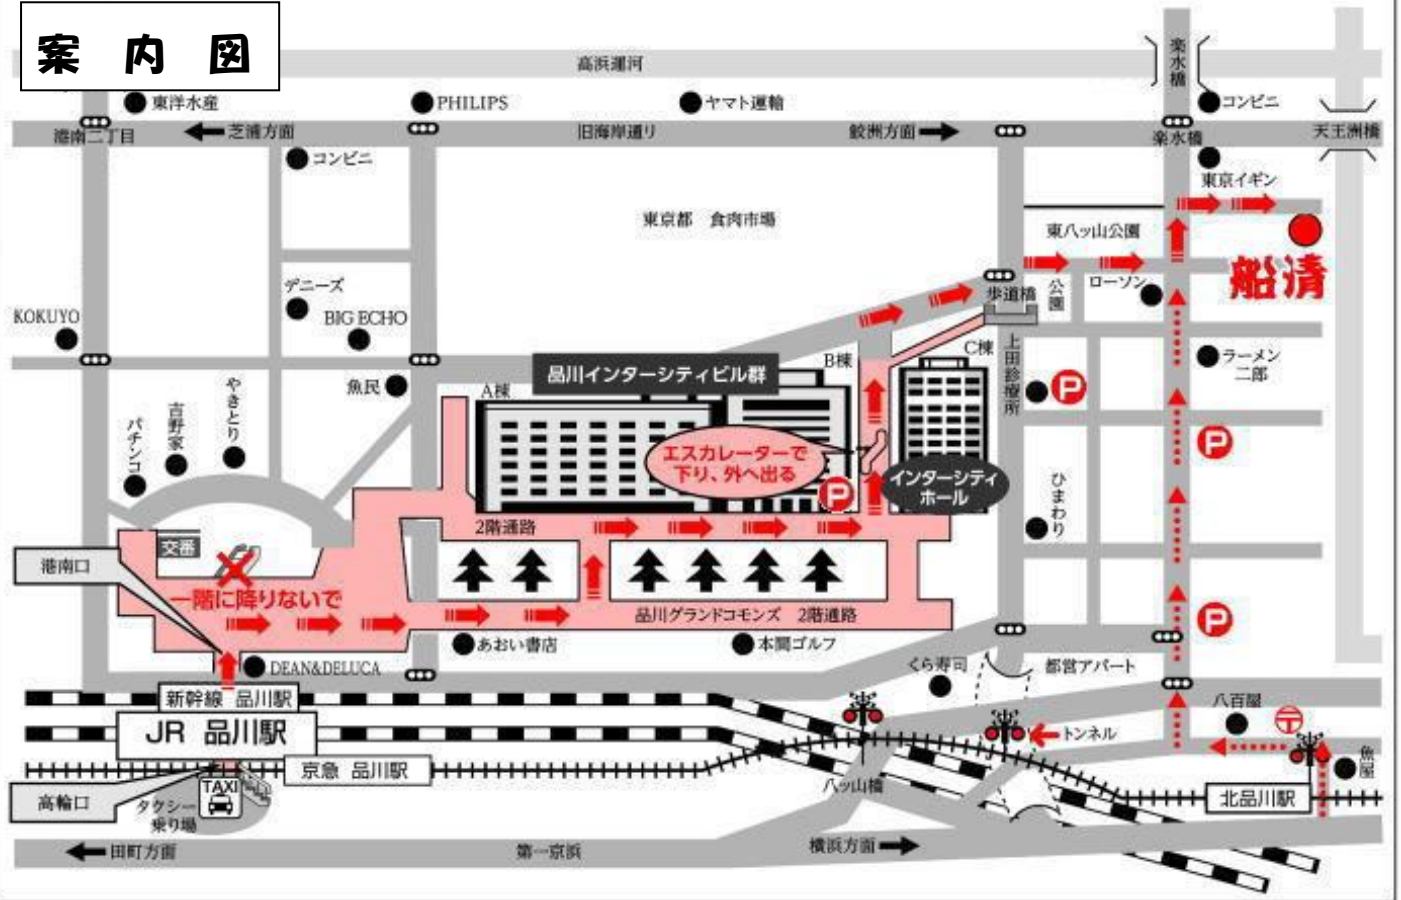 案内図
高浜運河
楽水橋
東洋水産
PHILIPS
ヤマト運輸
コンビニ
港南二丁目
芝浦方面
旧海岸通り
鮫洲方面
楽水橋
天王洲橋
コンビニ
東京イギン
東京都 食肉市場
東八ッ山公園
船清
デニーズ
歩道橋
公園
ローソン
KOKUYO
BIG ECHO
上田診療所
品川インターシティビル群
B棟
C棟
ラーメン
二郎
魚民
A棟
P
やきとり
吉野家
パチンコ
エスカレーターで
下り、外へ出る
P
インターシティ
ホール
P
ひまわり
2階通路
交番
港南口
一階に降りないで
品川グランドコモンズ 2階通路
P
あおい書店
本間ゴルフ
DEAN&DELUCA
くら寿司
都営アパート
新幹線 品川駅
八百屋
〒
JR 品川駅
トンネル
魚屋
京急 品川駅
八ッ山橋
北品川駅
高輪口
TAXI
タクシー
乗り場
田町方面
第一京浜
横浜方面